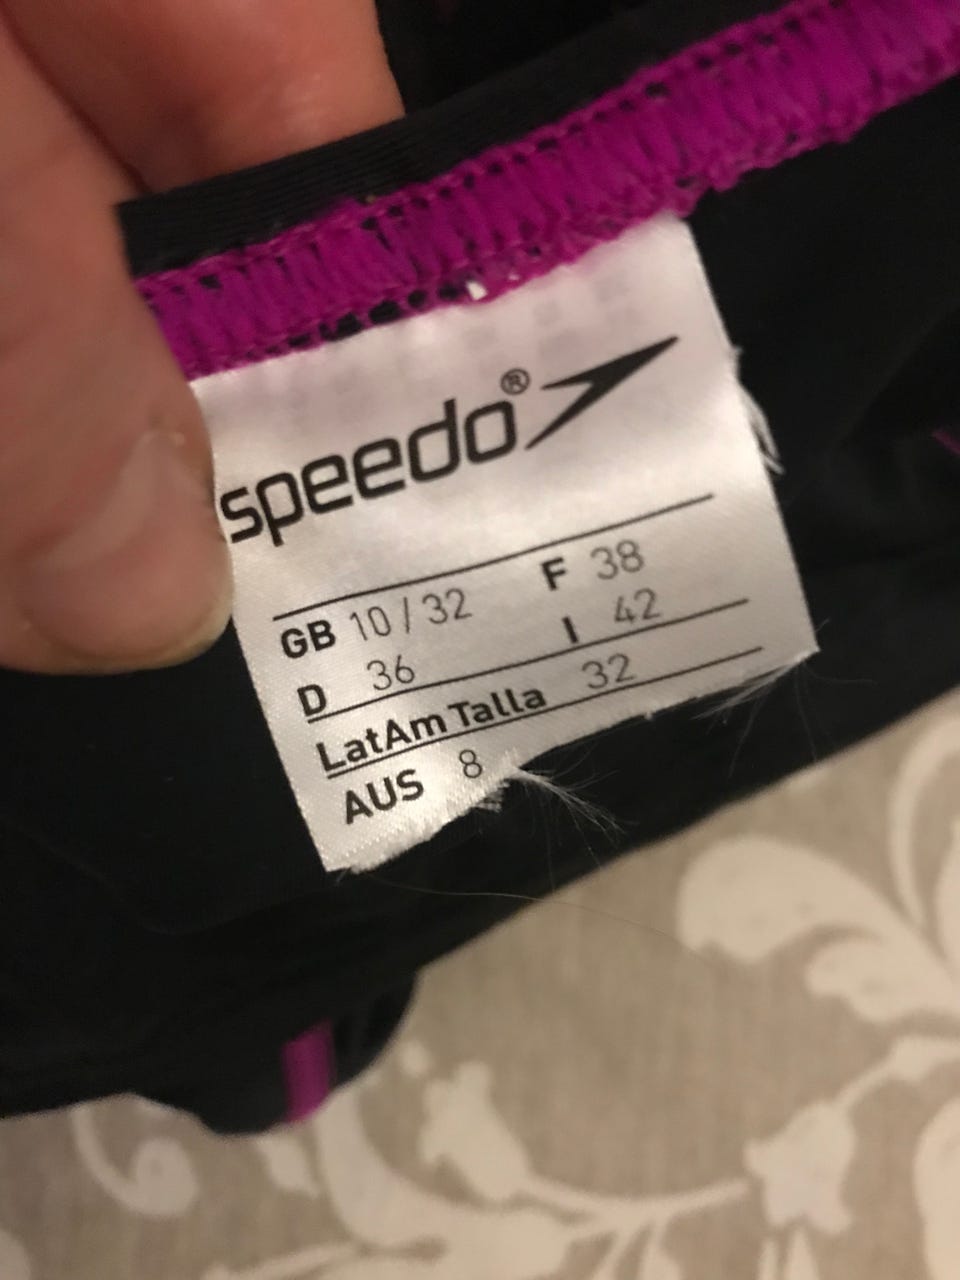 speedo®
GB 10 / 32 F 38
D 36 I 42
LatAm Talla 32
AUS 8